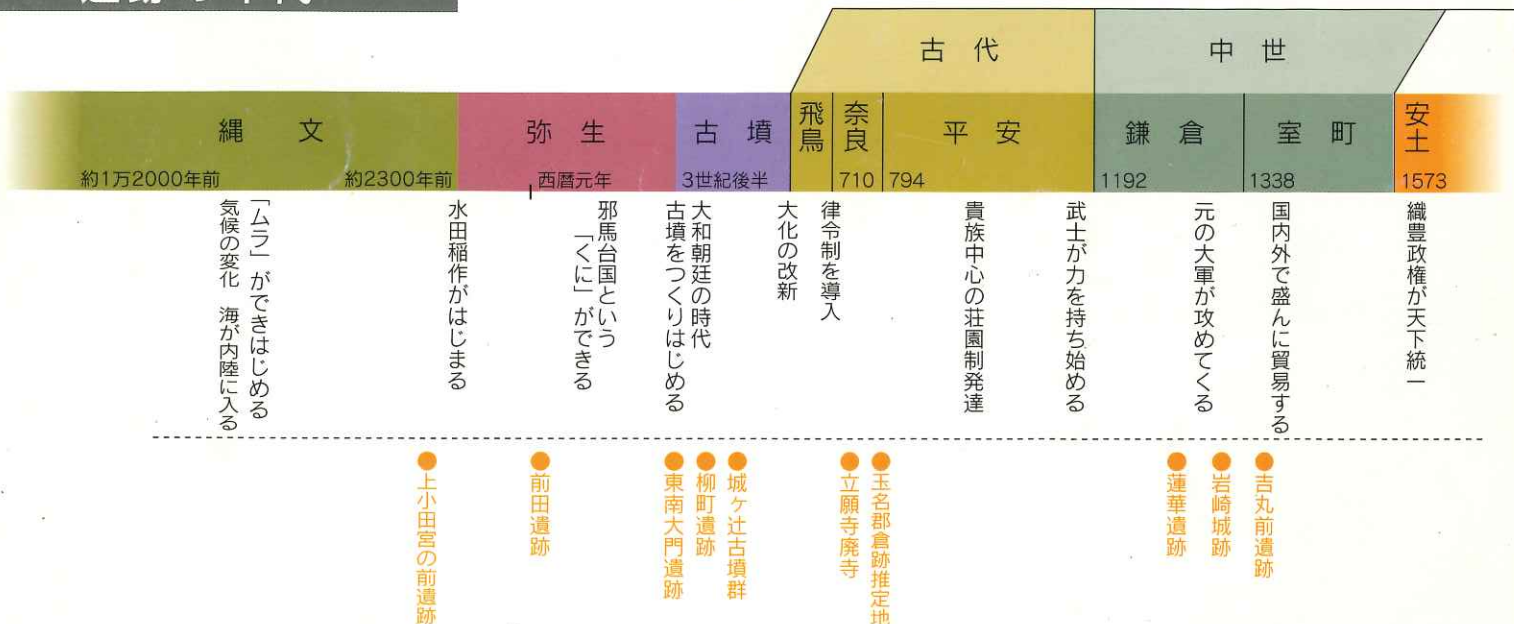 古代
中世
縄文
弥生
古墳
飛鳥
奈良
平安
鎌倉
室町
安土
約1万2000年前
約2300年前
西暦元年
3世紀後半
710
794
1192
1338
1573
「ムラ」ができはじめる
気候の変化 海が内陸に入る
水田稲作がはじまる
邪馬台国という
「くに」ができる
大和朝廷の時代
古墳をつくりはじめる
大化の改新
律令制を導入
貴族中心の荘園制発達
武士が力を持ち始める
元の大軍が攻めてくる
国内外で盛んに貿易する
織豊政権が天下統一
上小田宮の前遺跡
前田遺跡
東南大門遺跡
柳町遺跡
城ヶ辻古墳群
立願寺廃寺
玉名郡倉跡推定地
蓮華遺跡
岩崎城跡
吉丸前遺跡